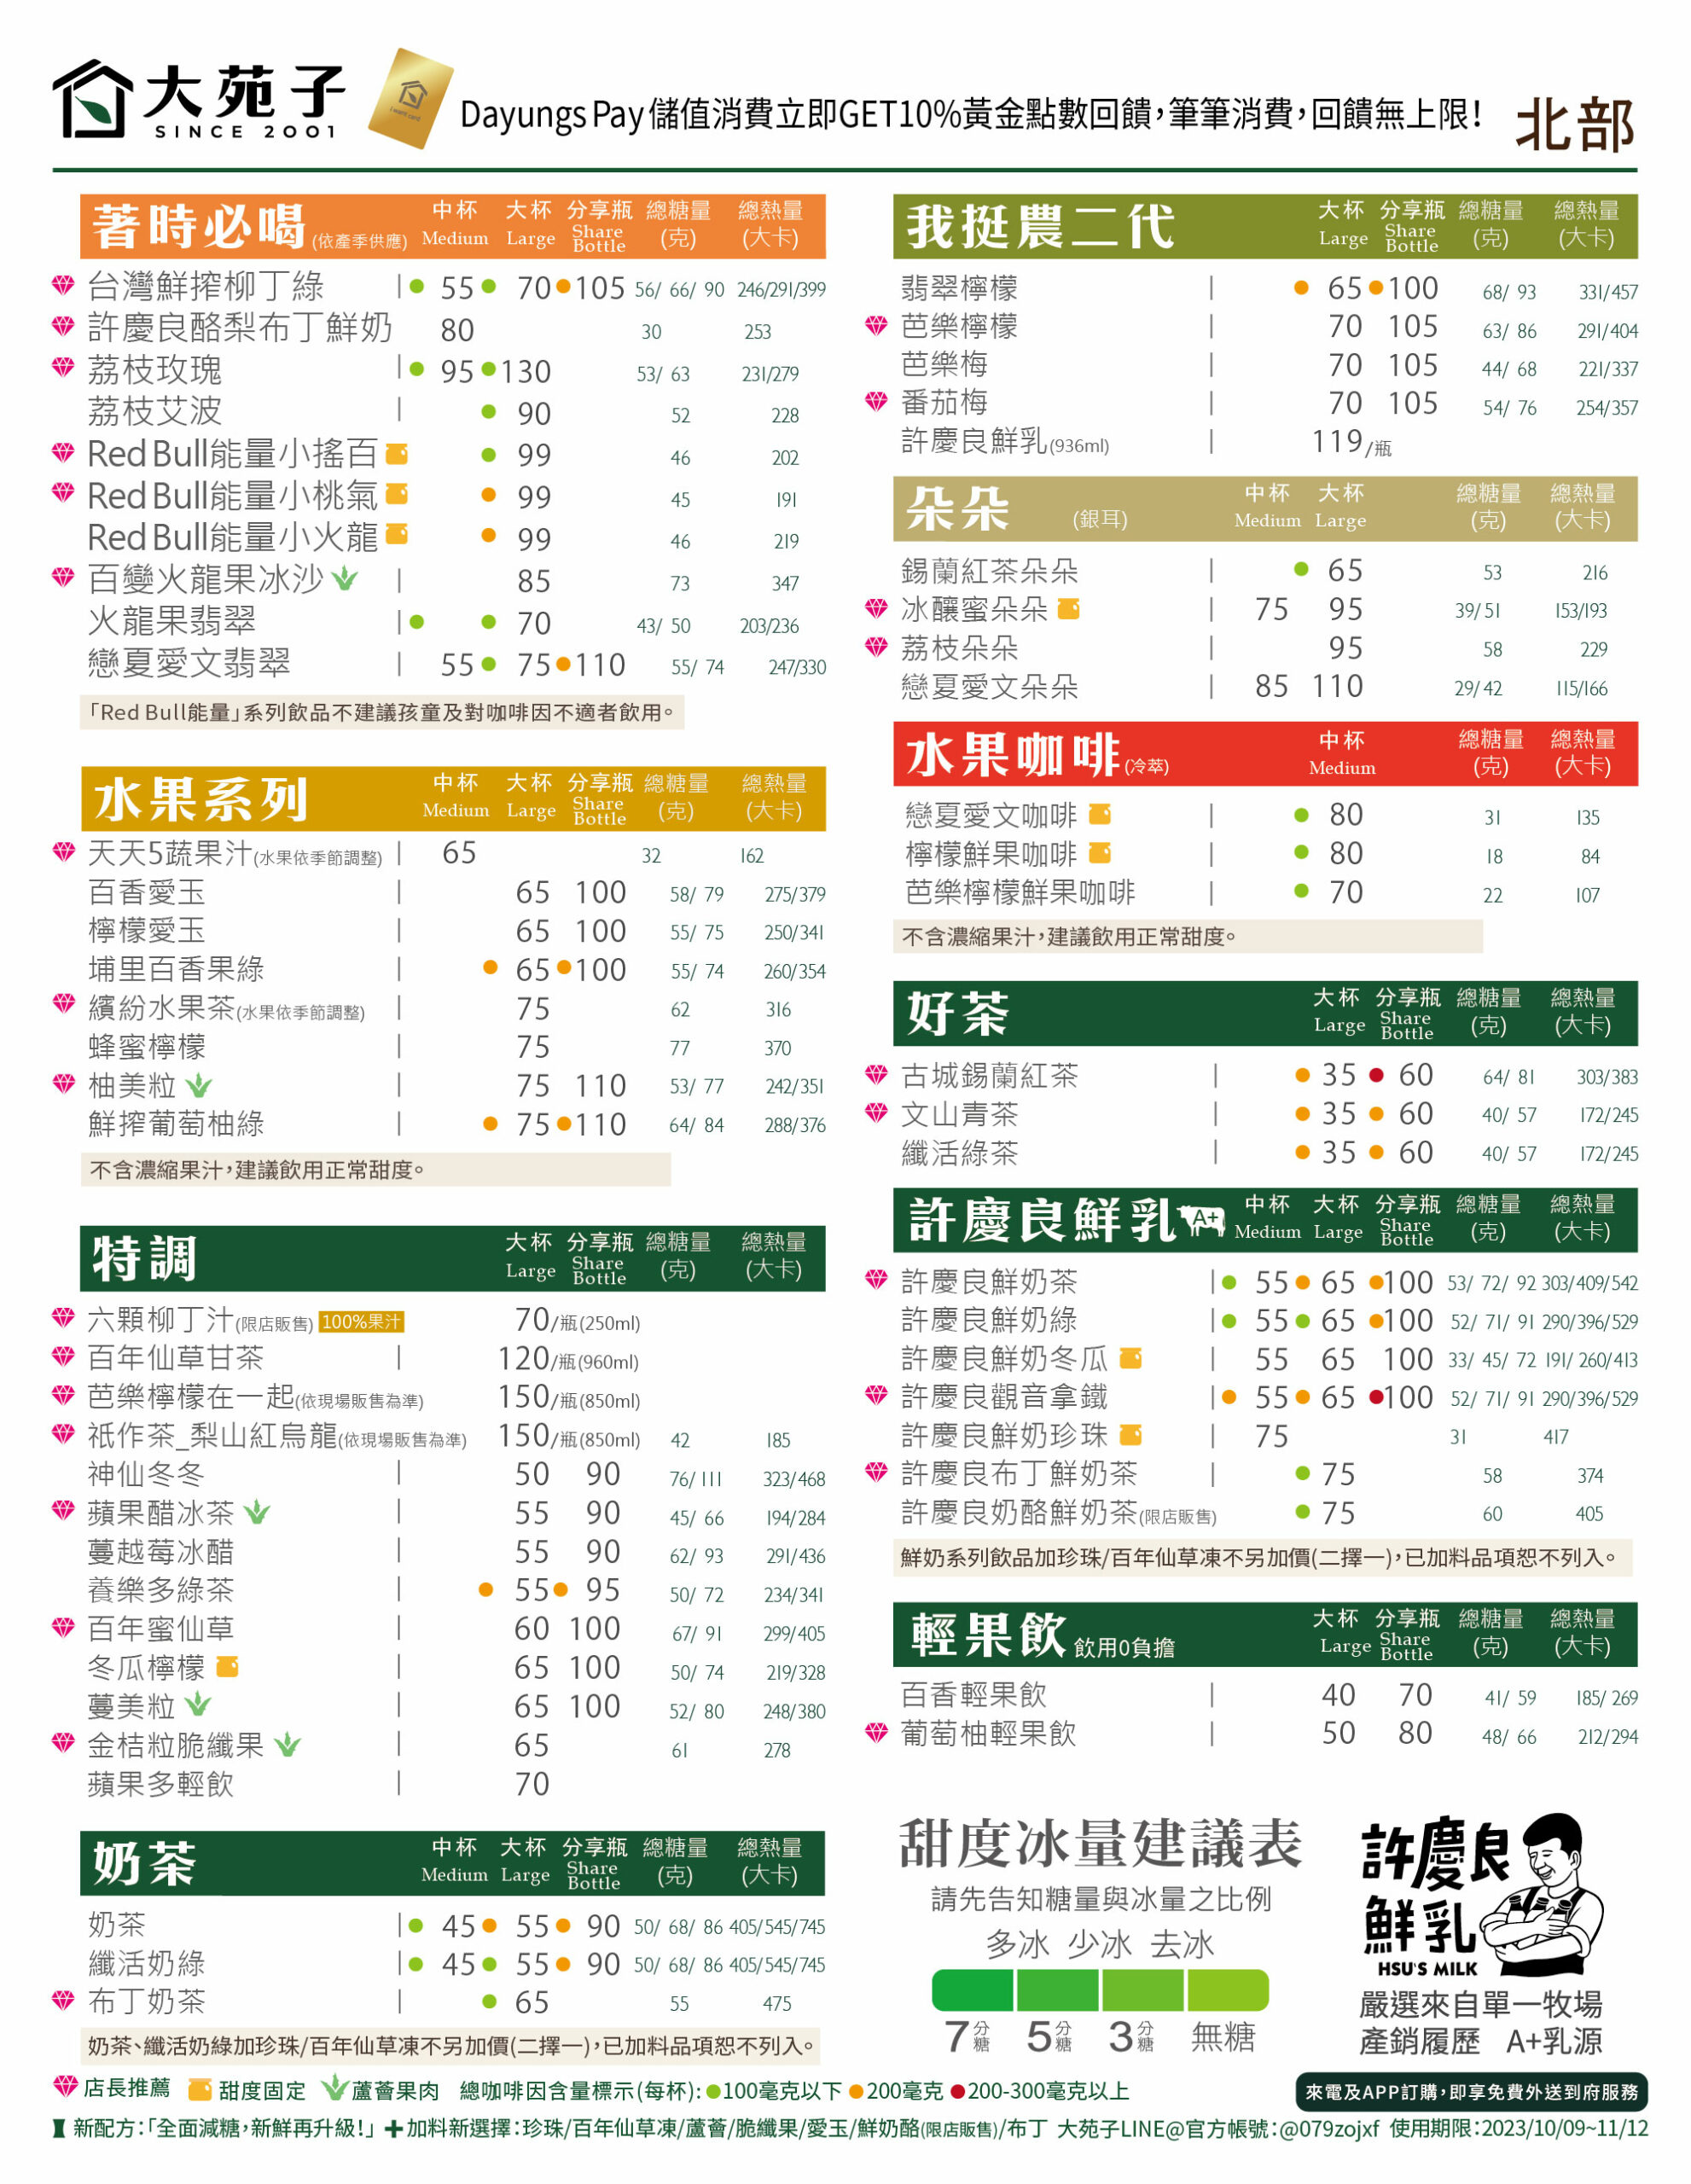 大苑子
SINCE 2001
Dayungs Pay儲值消費立即GET10%黃金點數回饋,筆筆消費,回饋無上限!
北部
著時必喝(依產季供應) 中杯 Medium 大杯 Large 分享瓶 Share Bottle 總糖量(克) 總熱量(大卡)
台灣鮮搾柳丁綠 | 55 70 105 56/ 66/ 90 246/291/399
許慶良酪梨布丁鮮奶 80 30 253
荔枝玫瑰 | 95 130 53/ 63 231/279
荔枝艾波 | 90 52 228
Red Bull能量小搖百 99 46 202
Red Bull能量小桃氣 99 45 191
Red Bull能量小火龍 99 46 219
百變火龍果冰沙 | 85 73 347
火龍果翡翠 | 70 43/ 50 203/236
戀夏愛文翡翠 | 55 75 110 55/ 74 247/330
「Red Bull能量」系列飲品不建議孩童及對咖啡因不適者飲用。
水果系列 中杯 Medium 大杯 Large 分享瓶 Share Bottle 總糖量(克) 總熱量(大卡)
天天5蔬果汁(水果依季節調整) | 65 32 162
百香愛玉 | 65 100 58/ 79 275/379
檸檬愛玉 | 65 100 55/ 75 250/341
埔里百香果綠 | 65 100 55/ 74 260/354
繽紛水果茶(水果依季節調整) | 75 62 316
蜂蜜檸檬 | 75 77 370
柚美粒 | 75 110 53/ 77 242/351
鮮搾葡萄柚綠 | 75 110 64/ 84 288/376
不含濃縮果汁,建議飲用正常甜度。
特調 大杯 Large 分享瓶 Share Bottle 總糖量(克) 總熱量(大卡)
六顆柳丁汁(限店販售) 100%果汁 70/瓶(250ml)
百年仙草甘茶 | 120/瓶(960ml)
芭樂檸檬在一起(依現場販售為準) 150/瓶(850ml)
祇作茶_梨山紅烏龍(依現場販售為準) 150/瓶(850ml) 42 185
神仙冬冬 | 50 90 76/111 323/468
蘋果醋冰茶 | 55 90 45/ 66 194/284
蔓越莓冰醋 | 55 90 62/ 93 291/436
養樂多綠茶 | 55 95 50/ 72 234/341
百年蜜仙草 | 60 100 67/ 91 299/405
冬瓜檸檬 | 65 100 50/ 74 219/328
蔓美粒 | 65 100 52/ 80 248/380
金桔粒脆纖果 | 65 61 278
蘋果多輕飲 | 70
奶茶 中杯 Medium 大杯 Large 分享瓶 Share Bottle 總糖量(克) 總熱量(大卡)
奶茶 | 45 55 90 50/ 68/ 86 405/545/745
纖活奶綠 | 45 55 90 50/ 68/ 86 405/545/745
布丁奶茶 | 65 55 475
奶茶、纖活奶綠加珍珠/百年仙草凍不另加價(二擇一),已加料品項恕不列入。
我挺農二代 大杯 Large 分享瓶 Share Bottle 總糖量(克) 總熱量(大卡)
翡翠檸檬 | 65 100 68/ 93 331/457
芭樂檸檬 | 70 105 63/ 86 291/404
芭樂梅 | 70 105 44/ 68 221/337
番茄梅 | 70 105 54/ 76 254/357
許慶良鮮乳(936ml) | 119/瓶
朵朵 (銀耳) 中杯 Medium 大杯 Large 總糖量(克) 總熱量(大卡)
錫蘭紅茶朵朵 | 65 53 216
冰釀蜜朵朵 | 75 95 39/51 153/193
荔枝朵朵 | 95 58 229
戀夏愛文朵朵 | 85 110 29/42 115/166
水果咖啡(冷萃) 中杯 Medium 總糖量(克) 總熱量(大卡)
戀夏愛文咖啡 | 80 31 135
檸檬鮮果咖啡 | 80 18 84
芭樂檸檬鮮果咖啡 | 70 22 107
不含濃縮果汁,建議飲用正常甜度。
好茶 大杯 Large 分享瓶 Share Bottle 總糖量(克) 總熱量(大卡)
古城錫蘭紅茶 | 35 60 64/ 81 303/383
文山青茶 | 35 60 40/ 57 172/245
纖活綠茶 | 35 60 40/ 57 172/245
許慶良鮮乳 A+ 中杯 Medium 大杯 Large 分享瓶 Share Bottle 總糖量(克) 總熱量(大卡)
許慶良鮮奶茶 | 55 65 100 53/ 72/ 92 303/409/542
許慶良鮮奶綠 | 55 65 100 52/ 71/ 91 290/396/529
許慶良鮮奶冬瓜 | 55 65 100 33/ 45/ 72 191/ 260/413
許慶良觀音拿鐵 | 55 65 100 52/ 71/ 91 290/396/529
許慶良鮮奶珍珠 | 75 31 417
許慶良布丁鮮奶茶 | 75 58 374
許慶良奶酪鮮奶茶(限店販售) 75 60 405
鮮奶系列飲品加珍珠/百年仙草凍不另加價(二擇一),已加料品項恕不列入。
輕果飲 飲用0負擔 大杯 Large 分享瓶 Share Bottle 總糖量(克) 總熱量(大卡)
百香輕果飲 | 40 70 41/ 59 185/ 269
葡萄柚輕果飲 | 50 80 48/ 66 212/294
甜度冰量建議表
請先告知糖量與冰量之比例
多冰 少冰 去冰
7分糖 5分糖 3分糖 無糖
許慶良
鮮乳
HSU'S MILK
嚴選來自單一牧場
產銷履歷 A+乳源
店長推薦 甜度固定 蘆薈果肉 總咖啡因含量標示(每杯): 100毫克以下 200毫克 200-300毫克以上
來電及APP訂購,即享免費外送到府服務
新配方:「全面減糖,新鮮再升級!」 加料新選擇:珍珠/百年仙草凍/蘆薈/脆纖果/愛玉/鮮奶酪(限店販售)/布丁 大苑子LINE@官方帳號:@079zojxf 使用期限:2023/10/09~11/12